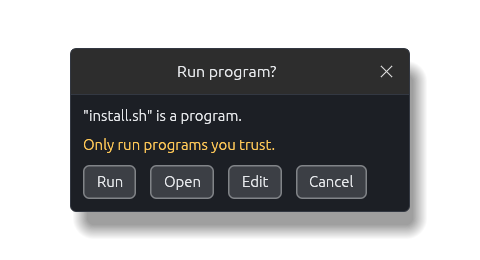 Run program?
"install.sh" is a program.
Only run programs you trust.
Run Open Edit Cancel